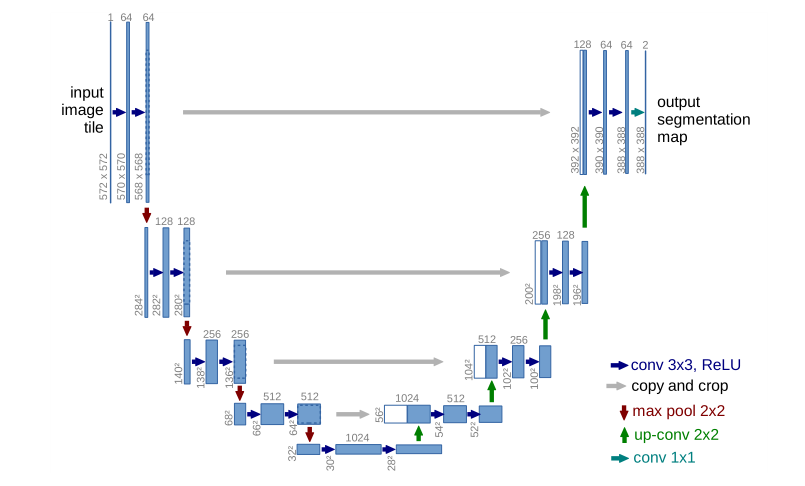 1 64 64
128 64 64 2
input
image
tile
output
segmentation
map
572 x 572
570 x 570
568 x 568
392 x 392
390 x 390
388 x 388
388 x 388
128 128
256 128
284²
282²
280²
200²
198²
196²
256 256
512 256
140²
138²
136²
104²
102²
100²
conv 3x3, ReLU
copy and crop
max pool 2x2
up-conv 2x2
conv 1x1
512 512
1024 512
68²
66²
64²
56²
54²
52²
1024
32²
30²
28²